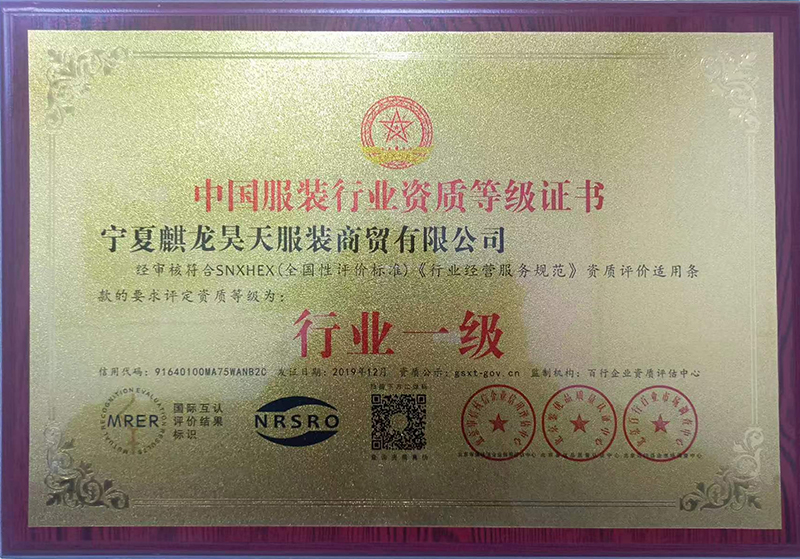 中国服装行业资质等级证书
宁夏麒龙昊天服装商贸有限公司
经审核符合SNXHEX(全国性评价标准)《行业经营服务规范》资质评价适用条
款的要求评定资质等级为：
行业一级
信用代码：91640100MA75WANB2C 发证日期：2019年12月 资质公示：gsxt-gov.cn 监制机构：百行企业资质评估中心
MUTUAL RECOGNITION EVALUATION RESULTS
MRER
国际互认
评价结果
标识
NRSRO